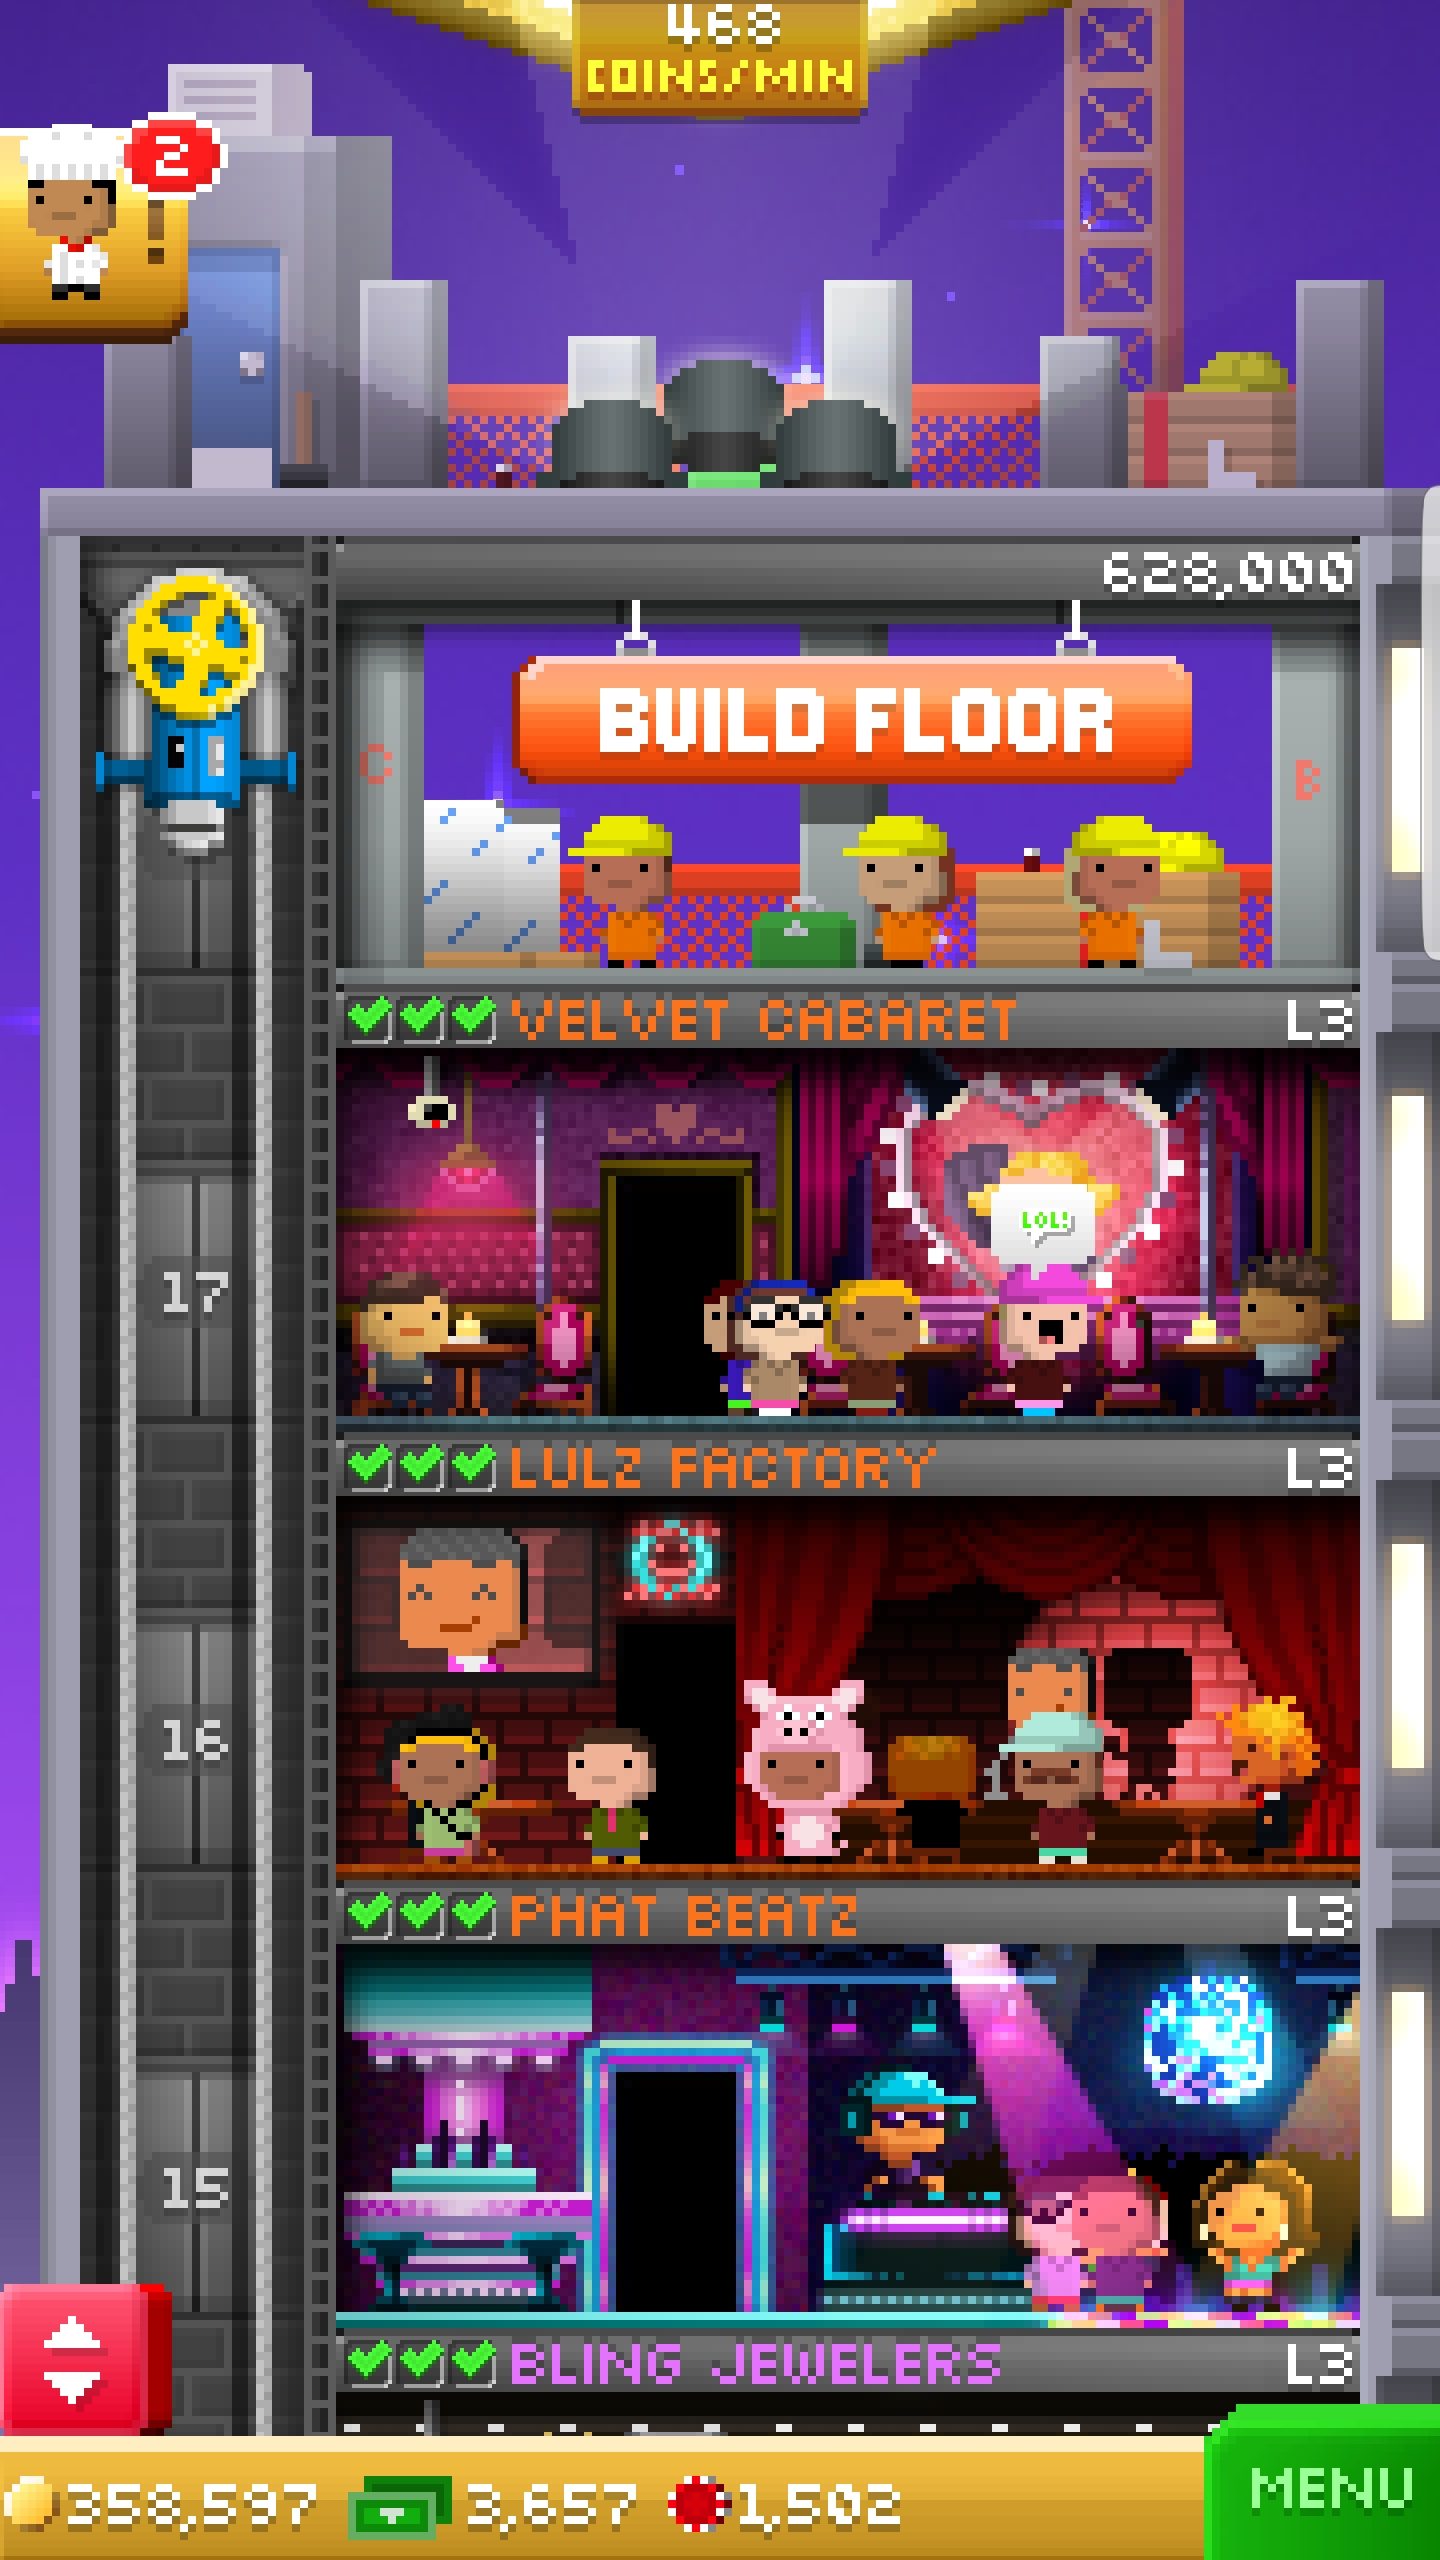 468
COINS/MIN
2
628,000
BUILD FLOOR
C
B
VELVET CABARET L3
LOL!
17
LULZ FACTORY L3
16
PHAT BEATZ L3
15
BLING JEWELERS L3
358,597 3,657 1,502
MENU